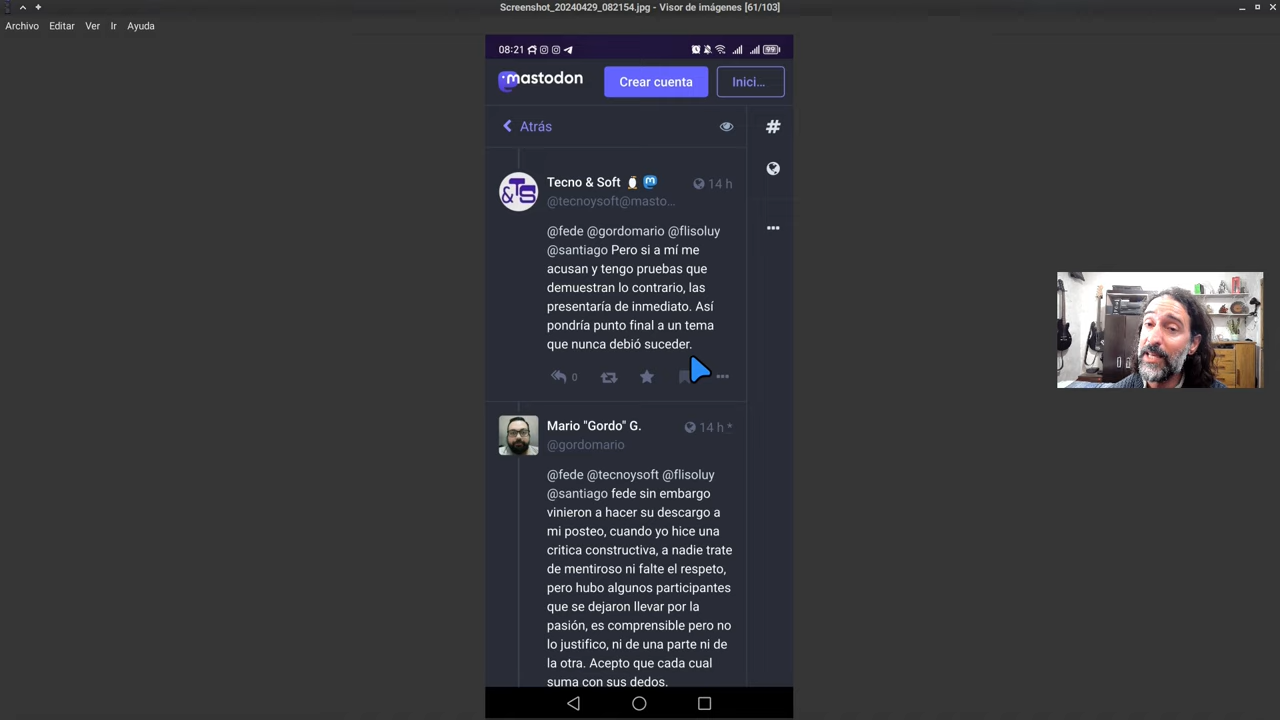 Screenshot_20240429_082154.jpg - Visor de imágenes [61/103]
Archivo Editar Ver Ir Ayuda
08:21 99
mastodon Crear cuenta Inici...
Atrás
#
Tecno & Soft 14 h
@tecnoysoft@masto...
@fede @gordomario @flisoluy
@santiago Pero si a mí me
acusan y tengo pruebas que
demuestran lo contrario, las
presentaría de inmediato. Así
pondría punto final a un tema
que nunca debió suceder.
0
Mario "Gordo" G. 14 h *
@gordomario
@fede @tecnoysoft @flisoluy
@santiago fede sin embargo
vinieron a hacer su descargo a
mi posteo, cuando yo hice una
critica constructiva, a nadie trate
de mentiroso ni falte el respeto,
pero hubo algunos participantes
que se dejaron llevar por la
pasión, es comprensible pero no
lo justifico, ni de una parte ni de
la otra. Acepto que cada cual
suma con sus dedos.